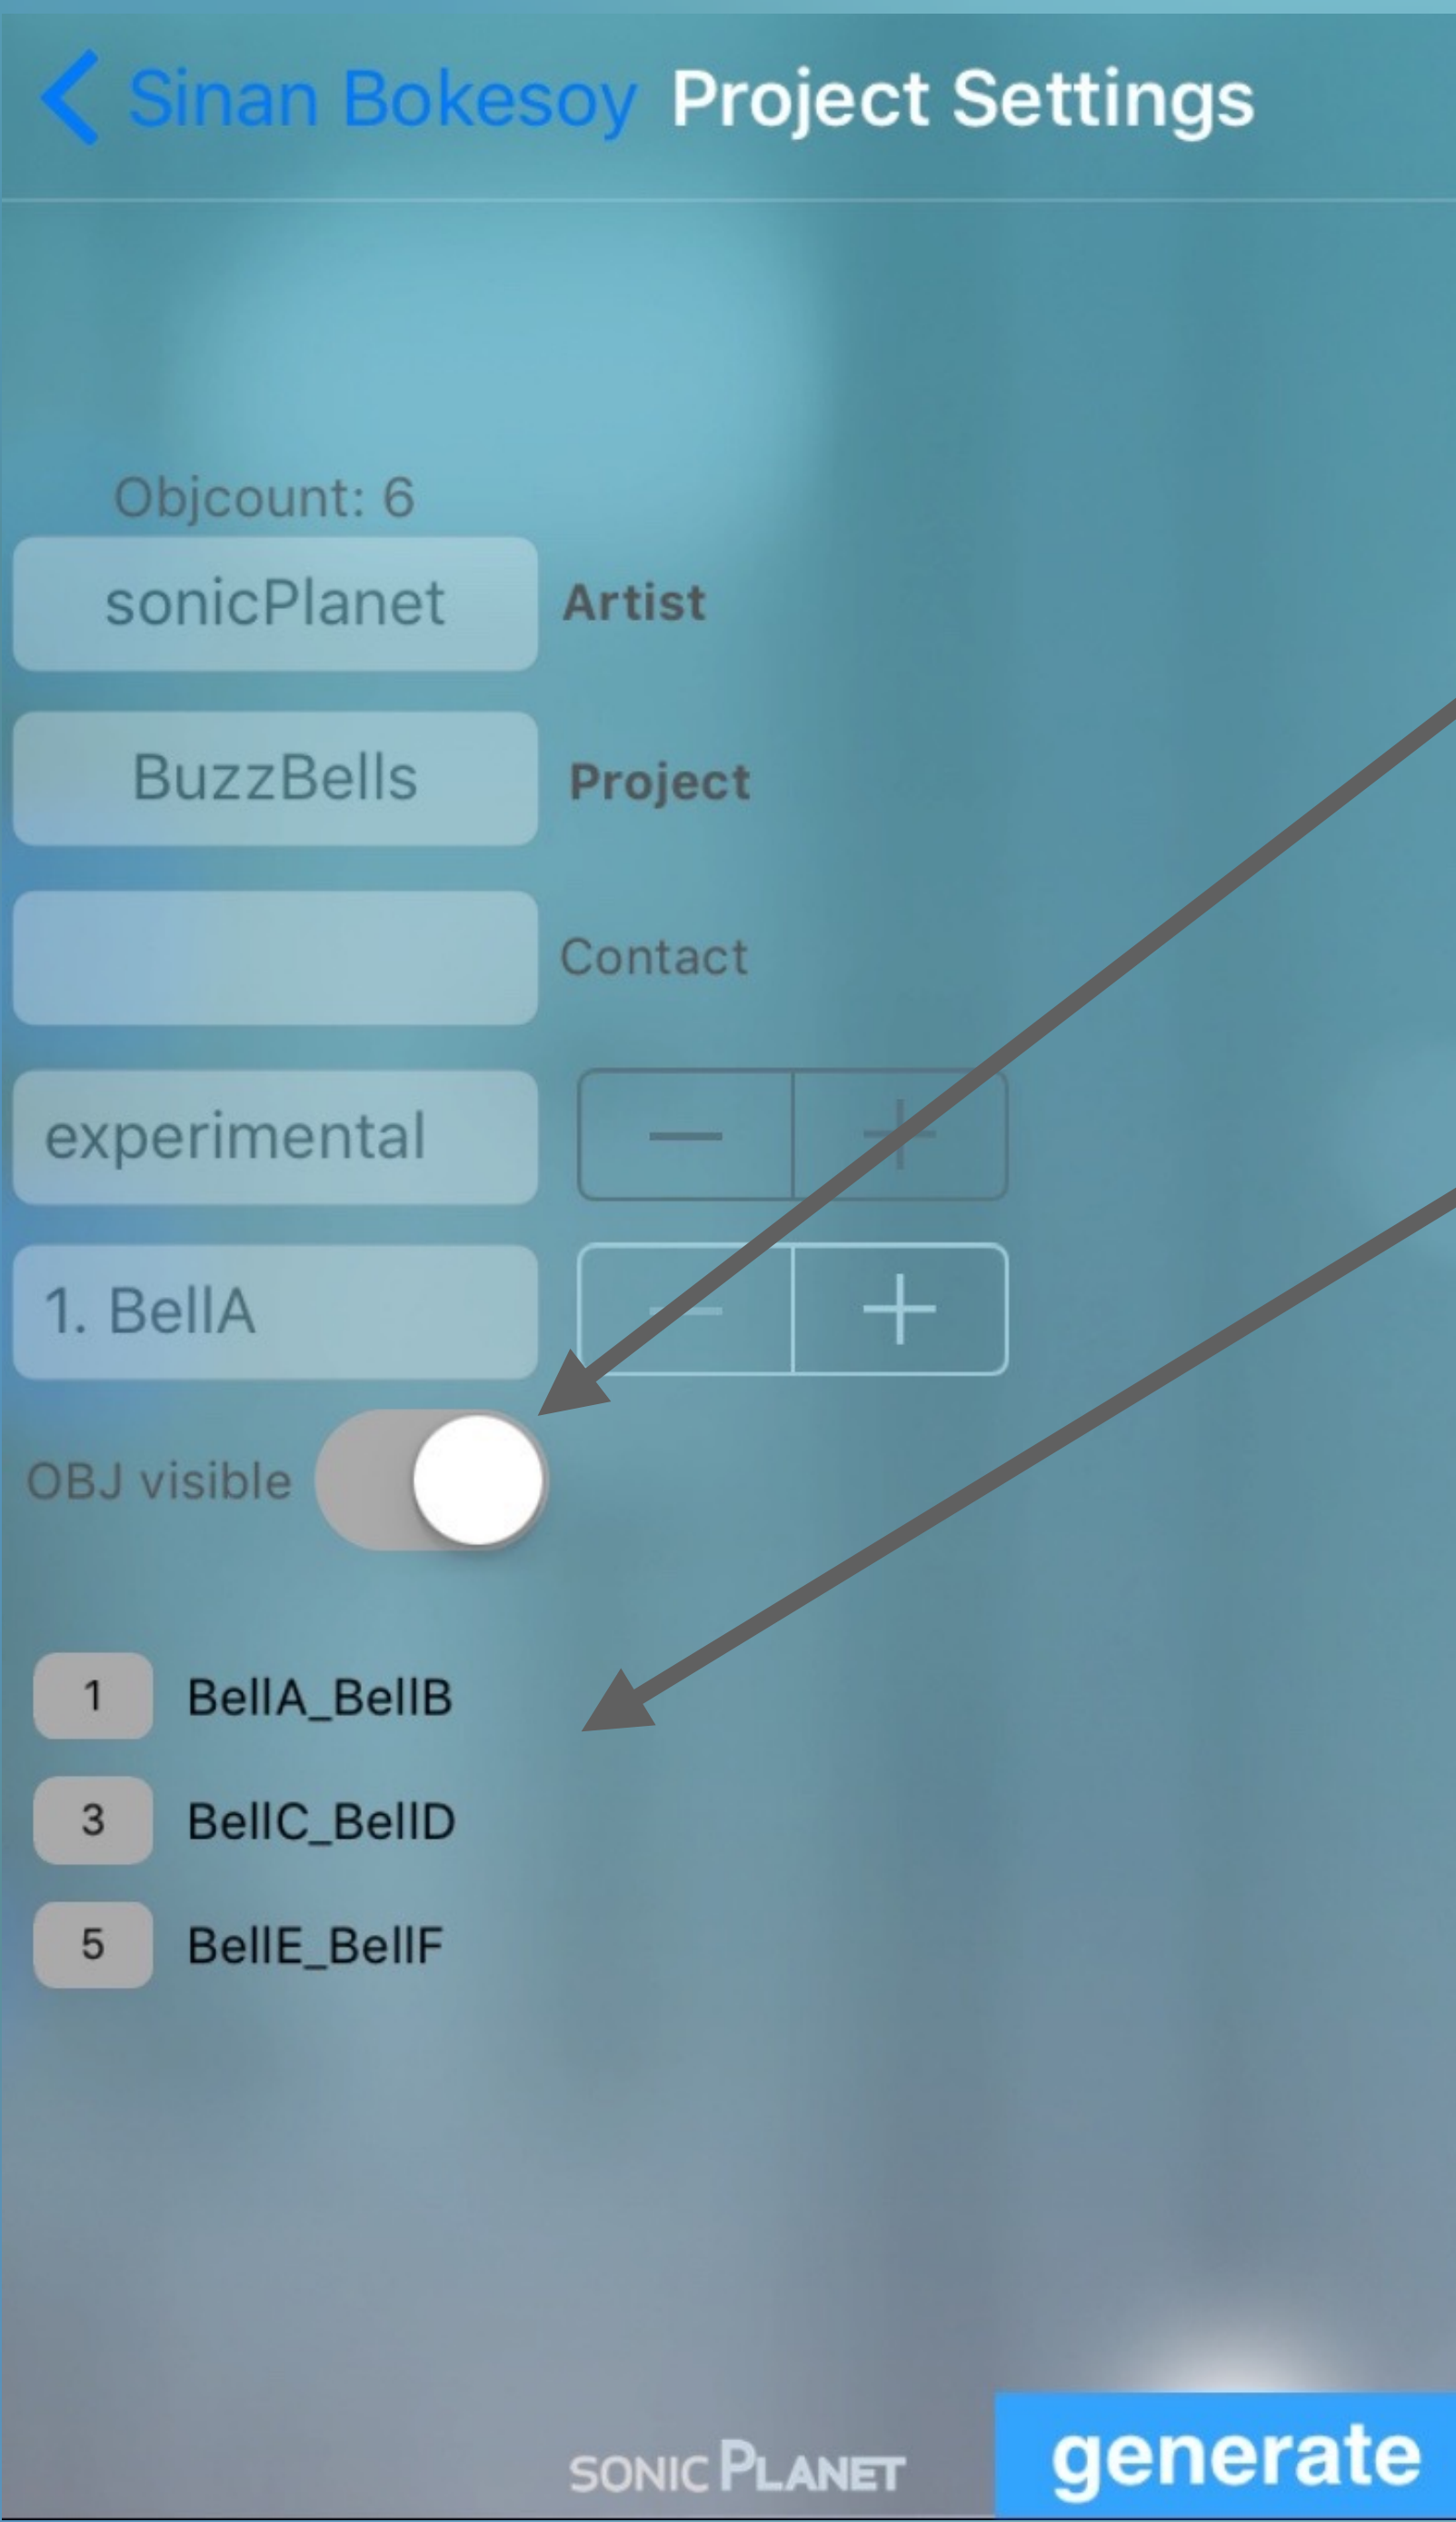 Sinan Bokesoy Project Settings
Objcount: 6
sonicPlanet Artist
BuzzBells Project
Contact
experimental — +
1. BellA — +
OBJ visible
1 BellA_BellB
3 BellC_BellD
5 BellE_BellF
SONIC PLANET
generate